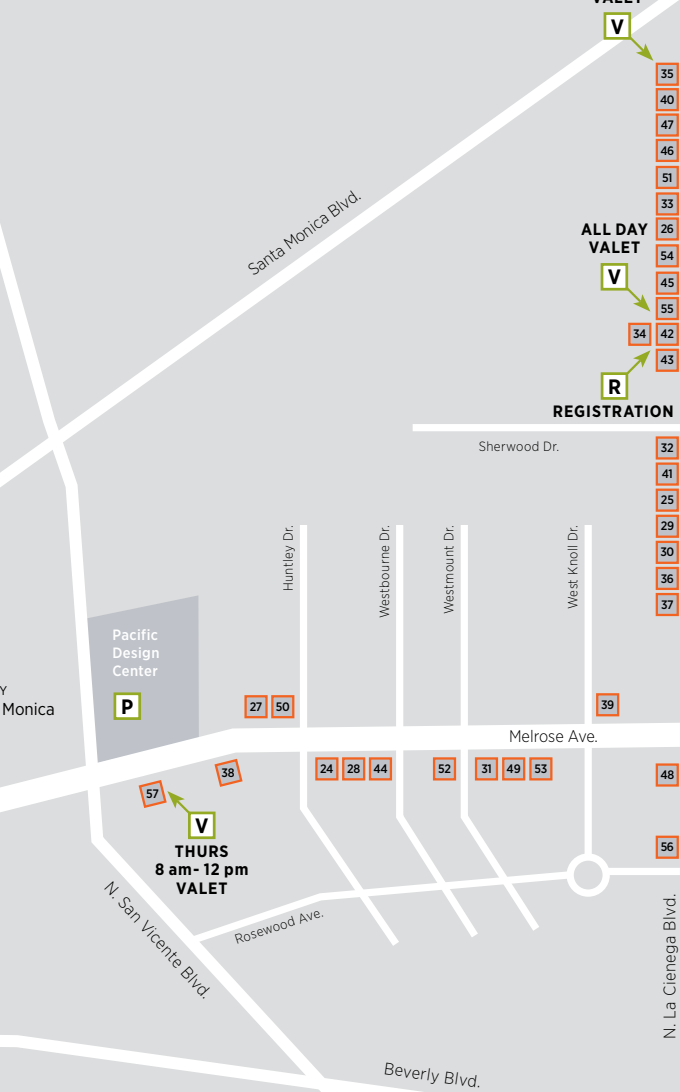 VALET
V
35
40
47
46
51
33
26
54
45
55
34 42
43
ALL DAY
VALET
V
R
REGISTRATION
Santa Monica Blvd.
Sherwood Dr.
32
41
25
29
30
36
37
Huntley Dr.
Westbourne Dr.
Westmount Dr.
West Knoll Dr.
Pacific
Design
Center
P
Y
Monica
27 50
39
Melrose Ave.
24 28 44 52 31 49 53
48
38
57
V
THURS
8 am- 12 pm
VALET
56
N. San Vicente Blvd.
Rosewood Ave.
N. La Cienega Blvd.
Beverly Blvd.